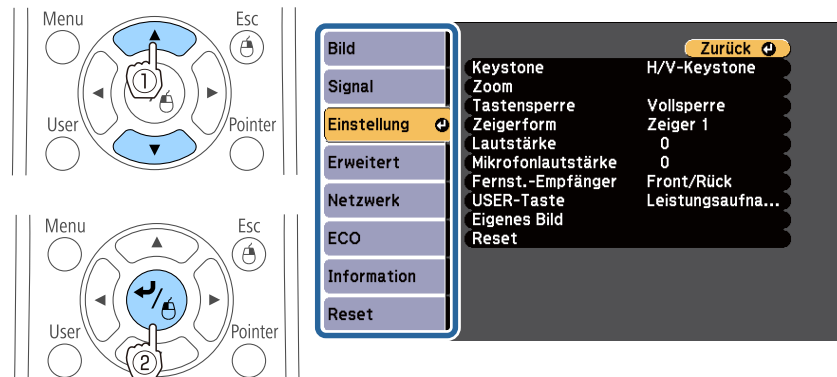 Menu
Esc
①
User
Pointer
Menu
Esc
User
Pointer
②
Bild
Signal
Einstellung
Erweitert
Netzwerk
ECO
Information
Reset
Zurück
Keystone H/V-Keystone
Zoom
Tastensperre Vollsperre
Zeigerform Zeiger 1
Lautstärke 0
Mikrofonlautstärke 0
Fernst.-Empfänger Front/Rück
USER-Taste Leistungsaufna...
Eigenes Bild
Reset